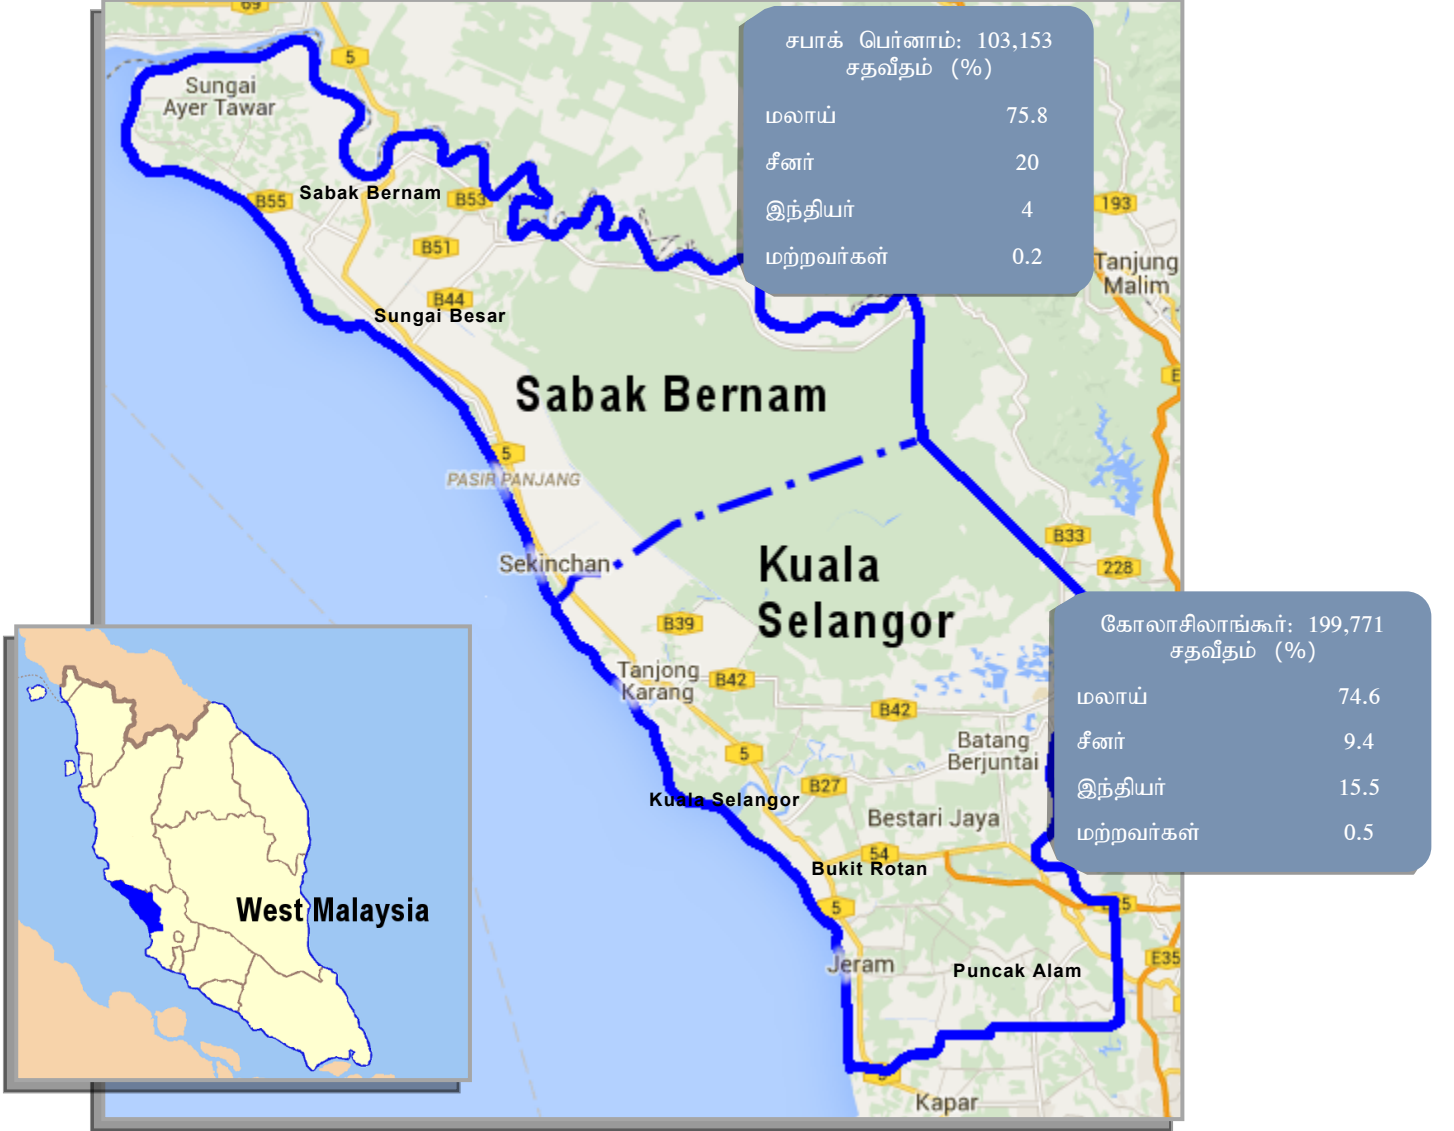 69
5
Sungai
Ayer Tawar
சபாக் பெர்னாம்: 103,153
சதவீதம் (%)
மலாய் 75.8
சீனர் 20
இந்தியர் 4
மற்றவர்கள் 0.2
Sabak Bernam
B55
B53
193
B51
Tanjung
Malim
B44
Sungai Besar
Sabak Bernam
5
PASIR PANJANG
B33
Sekinchan
228
Kuala
Selangor
B39
கோலாசிலாங்கூர்: 199,771
சதவீதம் (%)
மலாய் 74.6
சீனர் 9.4
இந்தியர் 15.5
மற்றவர்கள் 0.5
Tanjong
Karang
B42
B42
Batang
Berjuntai
5
B27
Kuala Selangor
Bestari Jaya
54
Bukit Rotan
5
West Malaysia
E35
Jeram
Puncak Alam
Kapar